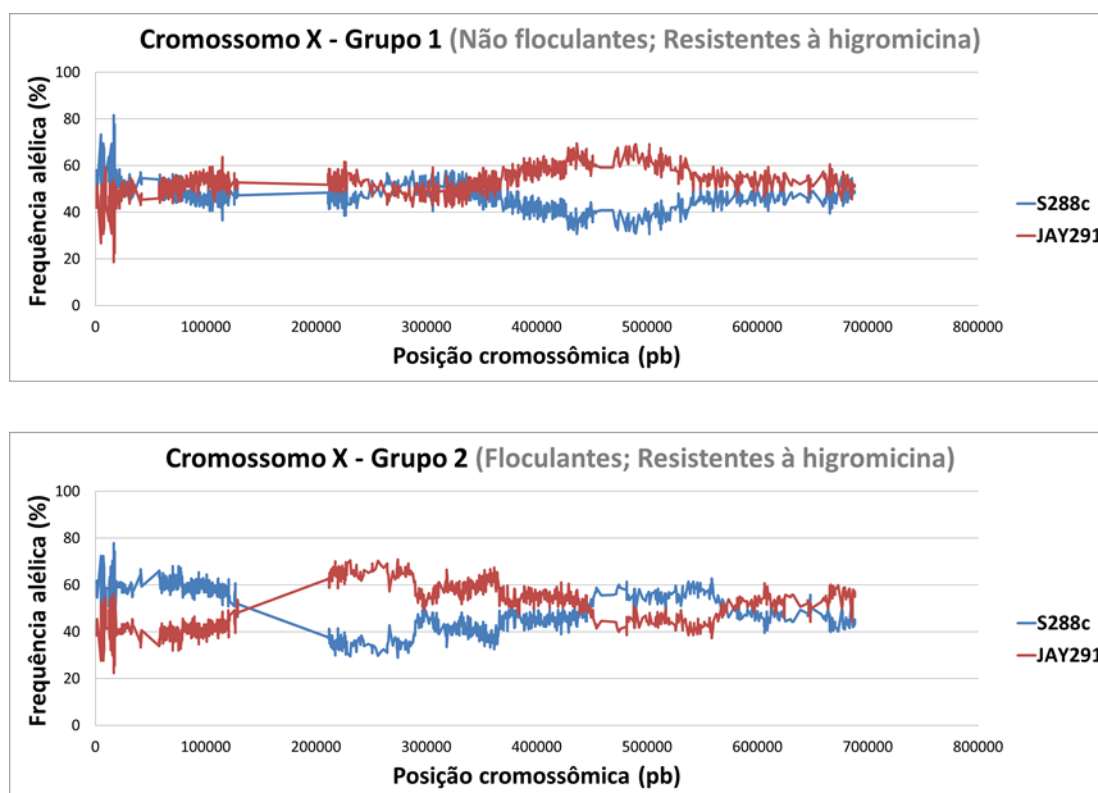 Cromossomo X - Grupo 1 (Não floculantes; Resistentes à higromicina)
Frequência alélica (%)
100
80
60
40
20
0
0 100000 200000 300000 400000 500000 600000 700000 800000
Posição cromossômica (pb)
S288c
JAY291
Cromossomo X - Grupo 2 (Floculantes; Resistentes à higromicina)
Frequência alélica (%)
100
80
60
40
20
0
0 100000 200000 300000 400000 500000 600000 700000 800000
Posição cromossômica (pb)
S288c
JAY291